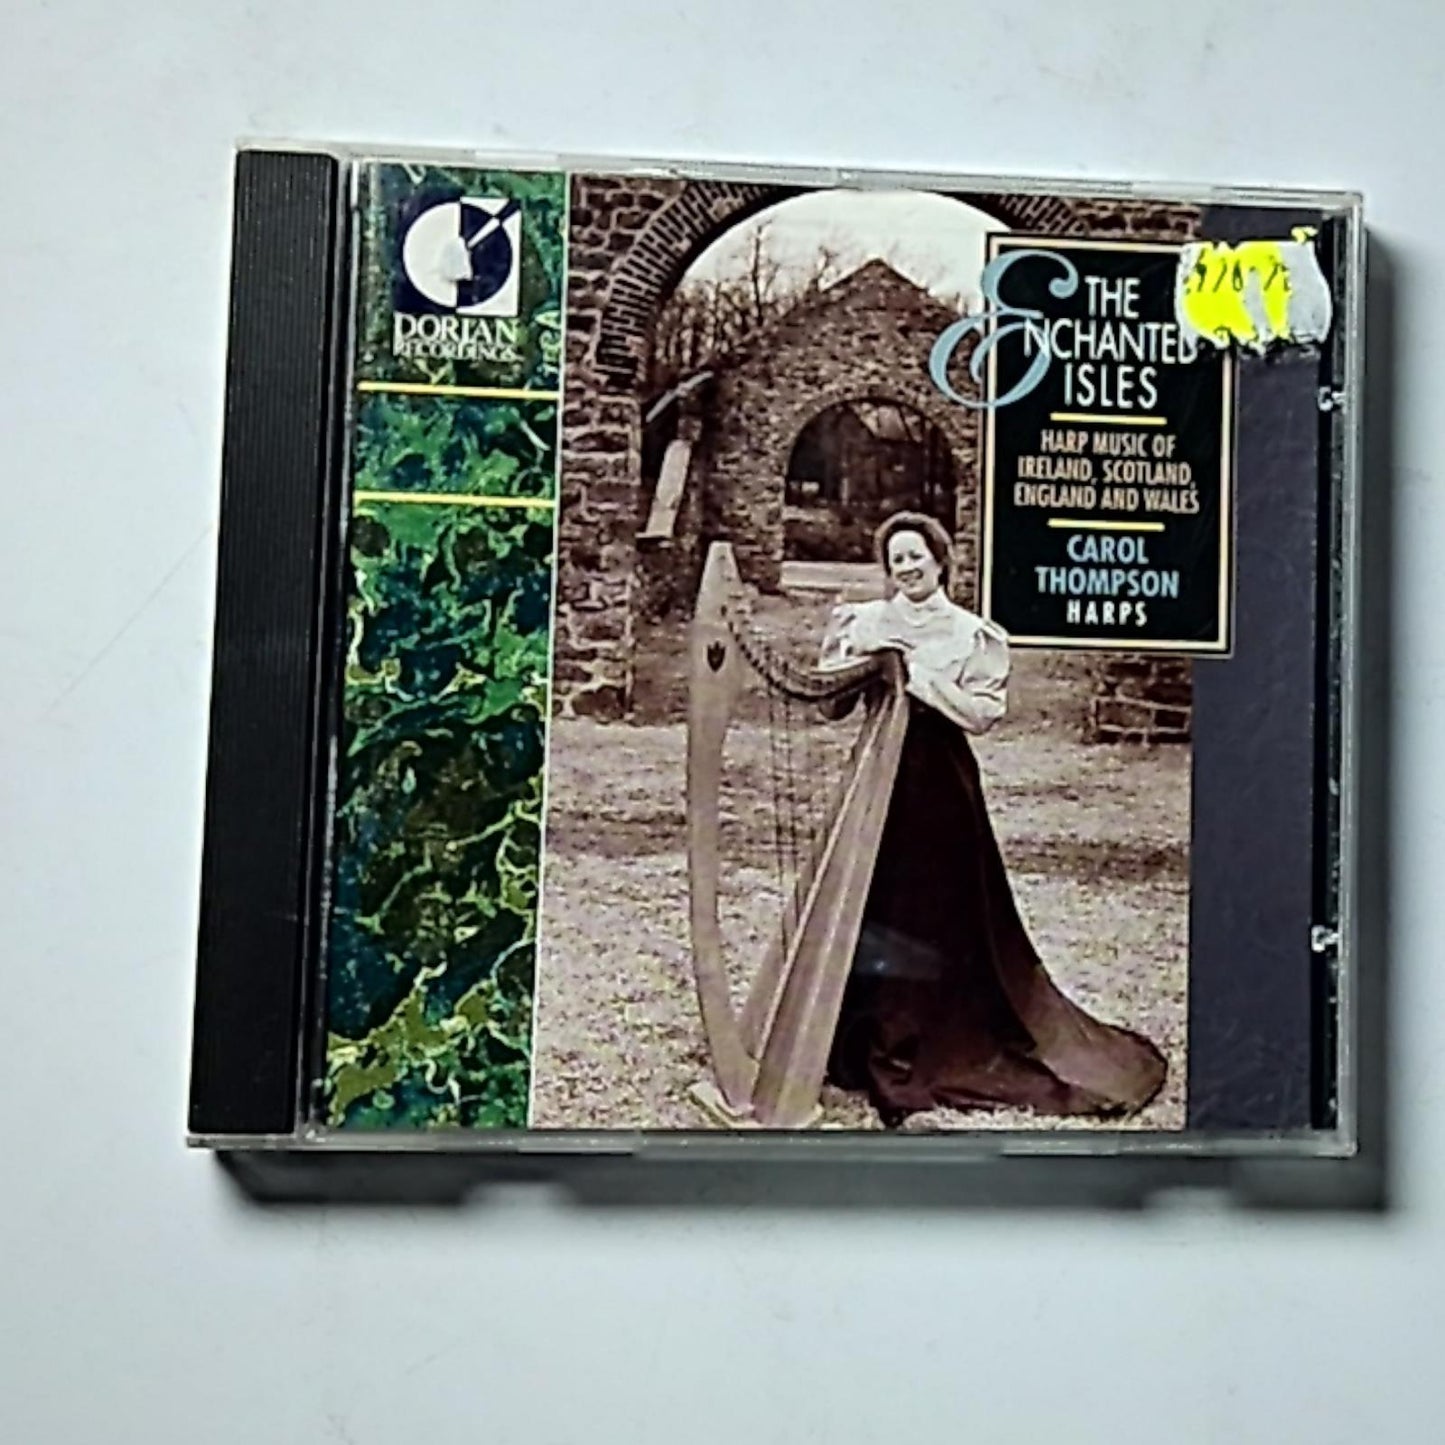 DORIAN
RECORDINGS
THE
ENCHANTED
ISLES
HARP MUSIC OF
IRELAND, SCOTLAND,
ENGLAND AND WALES
CAROL
THOMPSON
HARPS